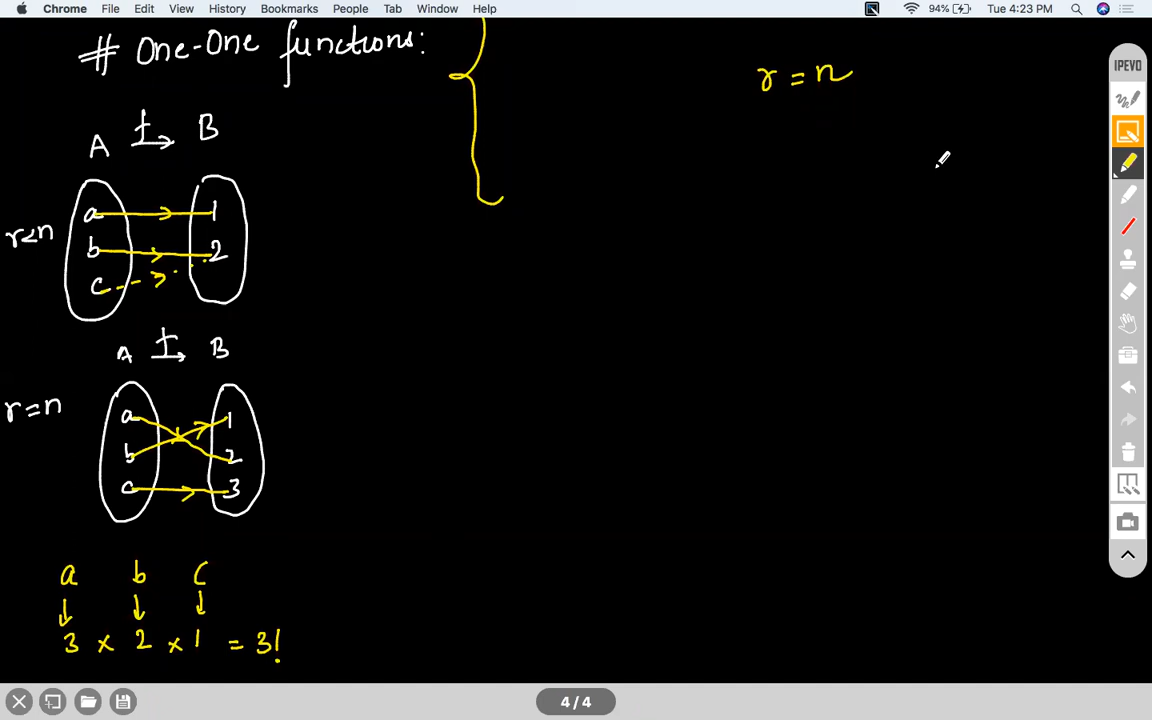 Chrome File Edit View History Bookmarks People Tab Window Help 94% Tue 4:23 PM
# One-One functions:
r = n
IPEVO
A f→ B
r<n
a 1
b 2
c
A f→ B
r=n
a 1
b 2
c 3
a b c
↓ ↓ ↓
3 × 2 × 1 = 3!
4 / 4